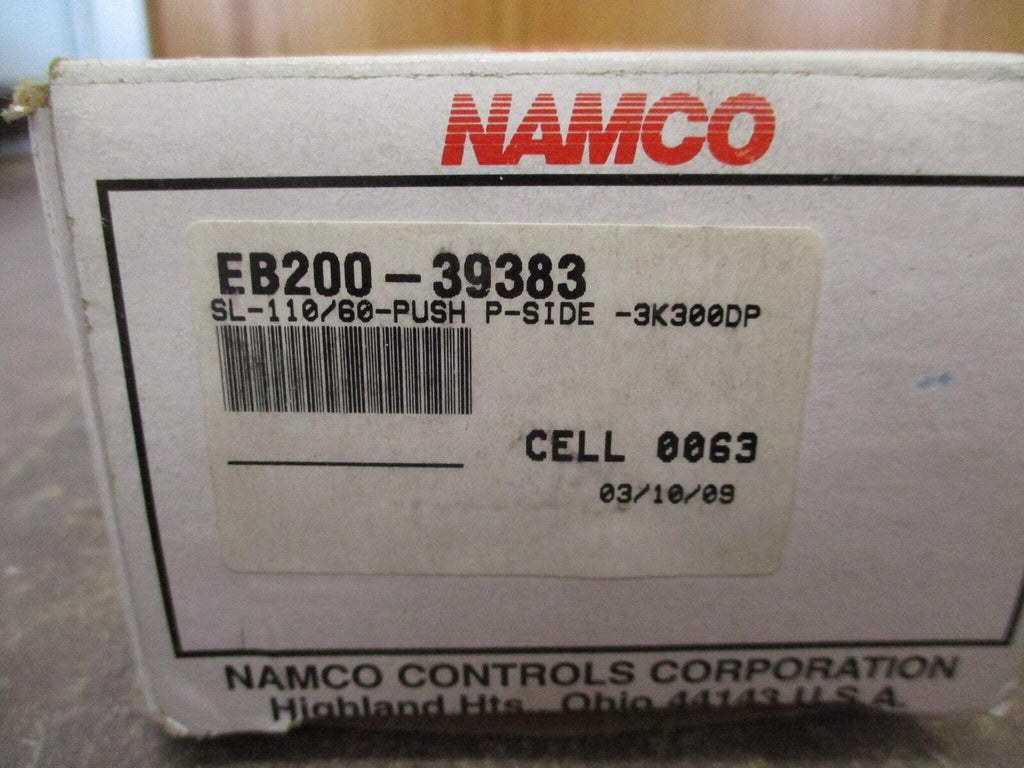 NAMCO
EB200-39383
SL-110/60-PUSH P-SIDE -3K300DP
CELL 0063
03/10/09
NAMCO CONTROLS CORPORATION
Highland Hts., Ohio 44143 U.S.A.